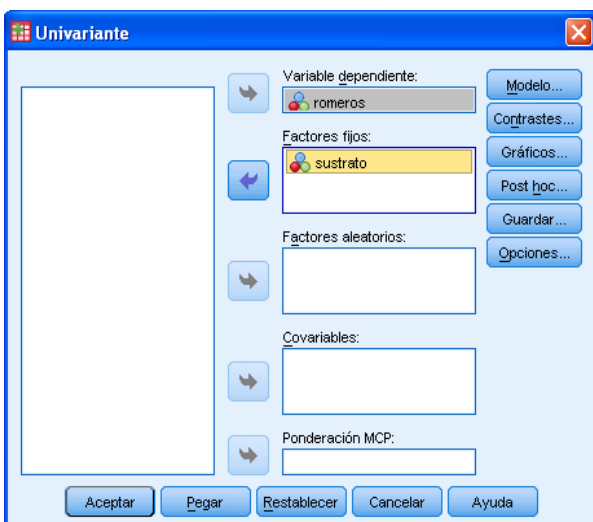 Univariante
Variable dependiente:
romeros
Factores fijos:
sustrato
Factores aleatorios:
Covariables:
Ponderación MCP:
Modelo...
Contrastes...
Gráficos...
Post hoc...
Guardar...
Opciones...
Aceptar
Pegar
Restablecer
Cancelar
Ayuda